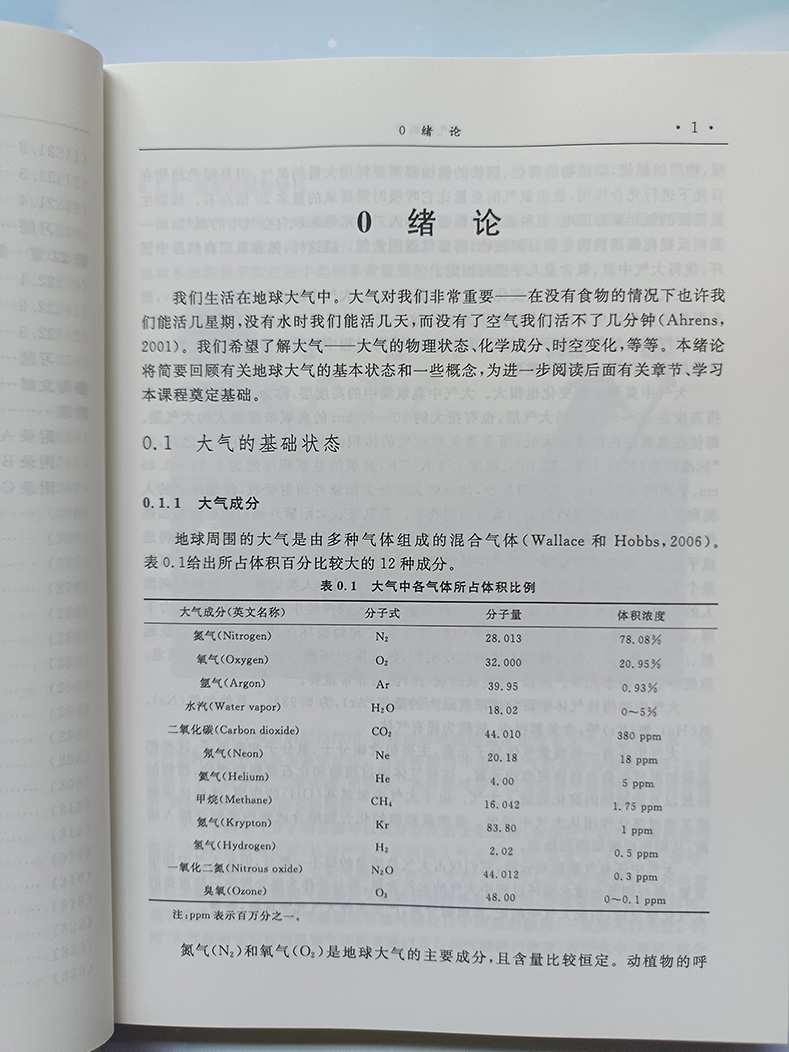 0 绪 论
· 1 ·
0 绪 论
我们生活在地球大气中。大气对我们非常重要——在没有食物的情况下也许我
们能活几星期,没有水时我们能活几天,而没有了空气我们活不了几分钟(Ahrens,
2001)。我们希望了解大气——大气的物理状态、化学成分、时空变化,等等。本绪论
将简要回顾有关地球大气的基本状态和一些概念,为进一步阅读后面有关章节、学习
本课程奠定基础。
0.1 大气的基础状态
0.1.1 大气成分
地球周围的大气是由多种气体组成的混合气体(Wallace 和 Hobbs,2006)。
表 0.1给出所占体积百分比较大的 12 种成分。
表 0.1 大气中各气体所占体积比例
大气成分(英文名称) 分子式 分子量 体积浓度
氮气(Nitrogen) N₂ 28.013 78.08%
氧气(Oxygen) O₂ 32.000 20.95%
氩气(Argon) Ar 39.95 0.93%
水汽(Water vapor) H₂O 18.02 0~5%
二氧化碳(Carbon dioxide) CO₂ 44.010 380 ppm
氖气(Neon) Ne 20.18 18 ppm
氦气(Helium) He 4.00 5 ppm
甲烷(Methane) CH₄ 16.042 1.75 ppm
氪气(Krypton) Kr 83.80 1 ppm
氢气(Hydrogen) H₂ 2.02 0.5 ppm
一氧化二氮(Nitrous oxide) N₂O 44.012 0.3 ppm
臭氧(Ozone) O₃ 48.00 0~0.1 ppm
注:ppm 表示百万分之一。
氮气(N₂)和氧气(O₂)是地球大气的主要成分,且含量比较恒定。动植物的呼